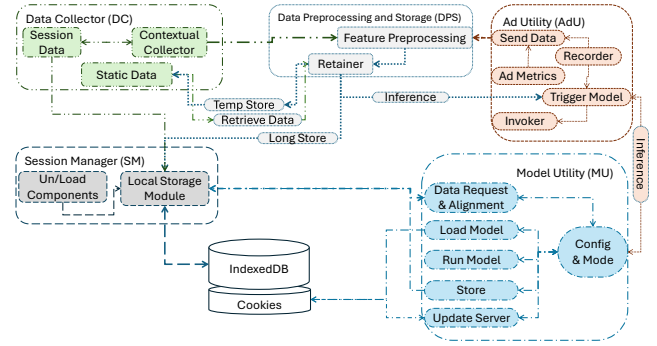 Data Collector (DC)
Session
Data
Contextual
Collector
Static Data
Data Preprocessing and Storage (DPS)
Feature Preprocessing
Retainer
Temp Store
Retrieve Data
Long Store
Inference
Ad Utility (AdU)
Send Data
Recorder
Ad Metrics
Trigger Model
Invoker
Inference
Session Manager (SM)
Un/Load
Components
Local Storage
Module
IndexedDB
Cookies
Model Utility (MU)
Data Request
& Alignment
Load Model
Run Model
Store
Update Server
Config
& Mode